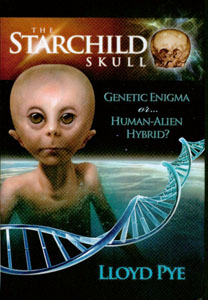 THE
STARCHILD
SKULL
GENETIC ENIGMA
or...
HUMAN-ALIEN
HYBRID?
LLOYD PYE